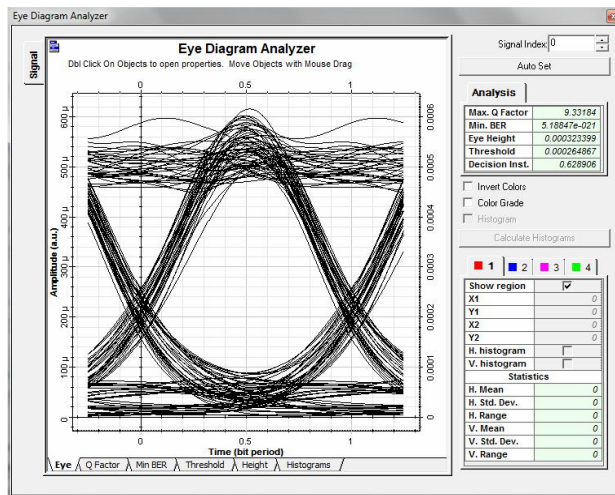 Eye Diagram Analyzer
Signal
Eye Diagram Analyzer
Dbl Click On Objects to open properties. Move Objects with Mouse Drag
0 0.5 1
Amplitude (a.u.)
600 µ
500 µ
400 µ
300 µ
200 µ
100 µ
0
0.0006
0.0005
0.0004
0.0003
0.0002
0.0001
0
0 0.5 1
Time (bit period)
Eye Q Factor Min BER Threshold Height Histograms
Signal Index: 0
Auto Set
Analysis
Max. Q Factor 9.33184
Min. BER 5.18847e-021
Eye Height 0.000323399
Threshold 0.000264867
Decision Inst. 0.628906
Invert Colors
Color Grade
Histogram
Calculate Histograms
1 2 3 4
Show region
X1 0
Y1 0
X2 0
Y2 0
H. histogram
V. histogram
Statistics
H. Mean 0
H. Std. Dev. 0
H. Range 0
V. Mean 0
V. Std. Dev. 0
V. Range 0